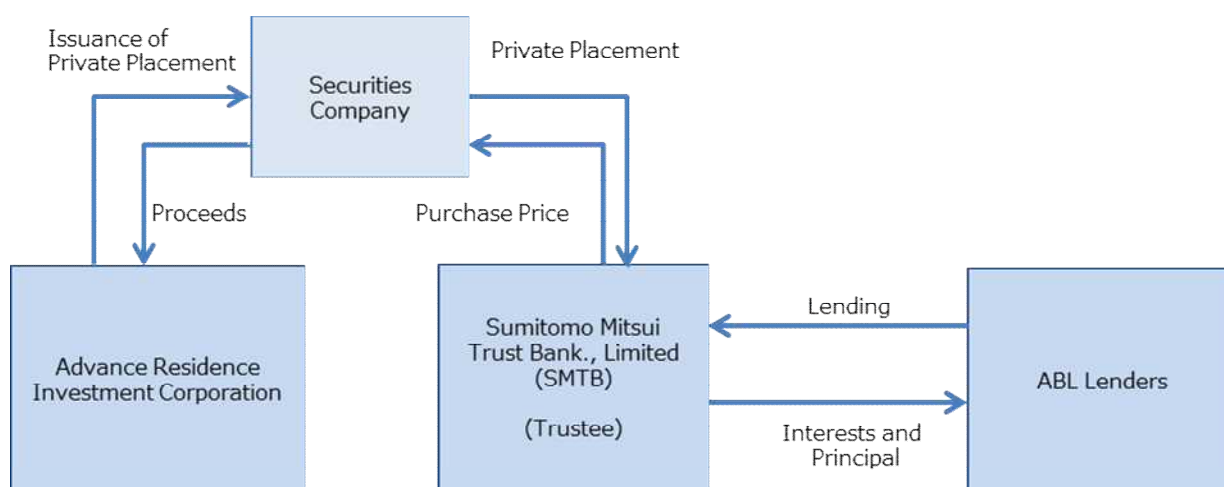 Issuance of
Private Placement
Securities
Company
Private Placement
Proceeds
Purchase Price
Advance Residence
Investment Corporation
Sumitomo Mitsui
Trust Bank., Limited
(SMTB)
(Trustee)
Lending
Interests and
Principal
ABL Lenders